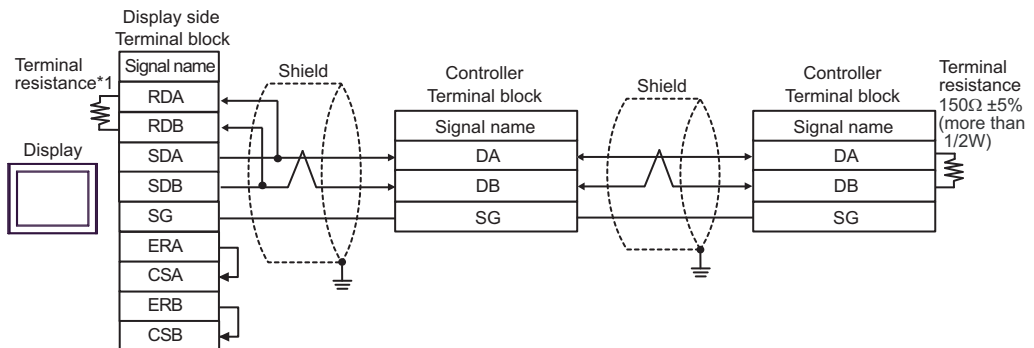 Display side
Terminal block
Terminal
resistance*1
Signal name
RDA
RDB
SDA
SDB
SG
ERA
CSA
ERB
CSB
Display
Shield
Controller
Terminal block
Signal name
DA
DB
SG
Shield
Controller
Terminal block
Signal name
DA
DB
SG
Terminal
resistance
150Ω ±5%
(more than
1/2W)